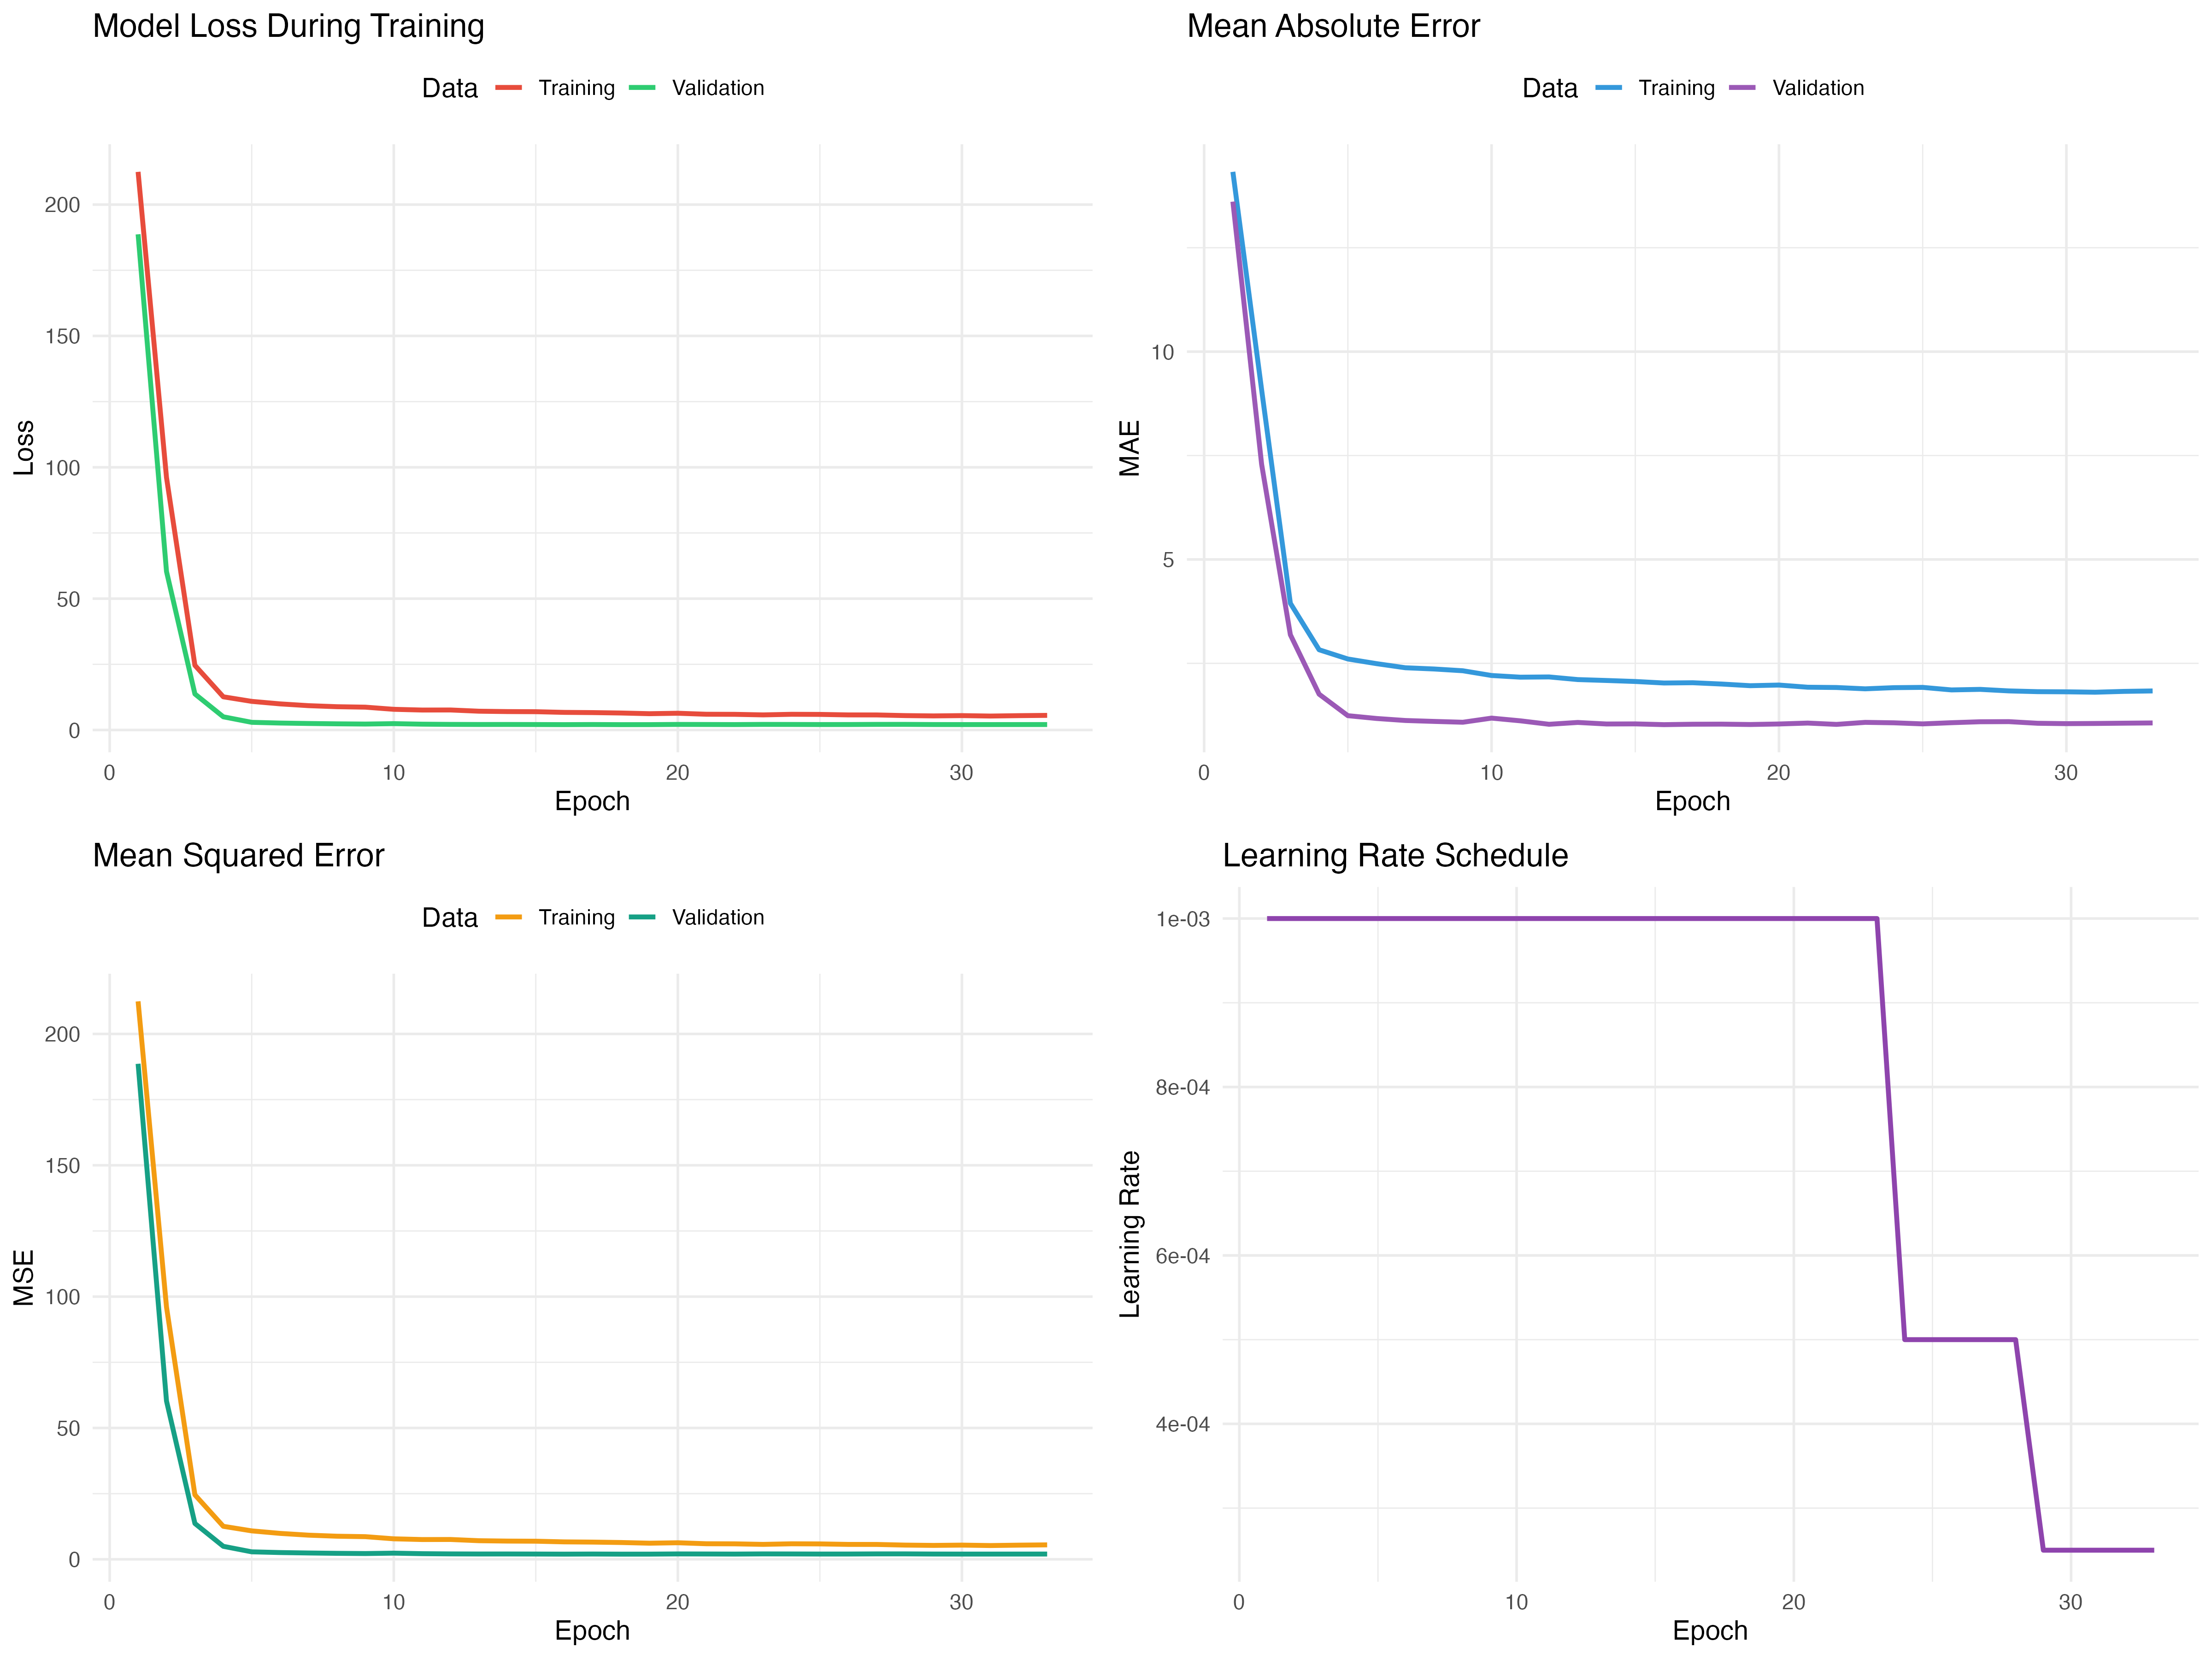 Model Loss During Training
Data Training Validation
200
150
100
50
0
Loss
0 10 20 30
Epoch
Mean Absolute Error
Data Training Validation
10
5
MAE
0 10 20 30
Epoch
Mean Squared Error
Data Training Validation
200
150
100
50
0
MSE
0 10 20 30
Epoch
Learning Rate Schedule
1e-03
8e-04
6e-04
4e-04
Learning Rate
0 10 20 30
Epoch